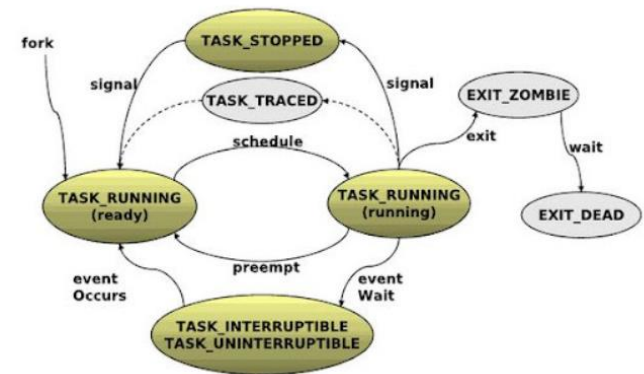 fork
TASK_STOPPED
signal
signal
TASK_TRACED
EXIT_ZOMBIE
schedule
exit
wait
TASK_RUNNING
(ready)
TASK_RUNNING
(running)
EXIT_DEAD
preempt
event
Occurs
event
Wait
TASK_INTERRUPTIBLE
TASK_UNINTERRUPTIBLE